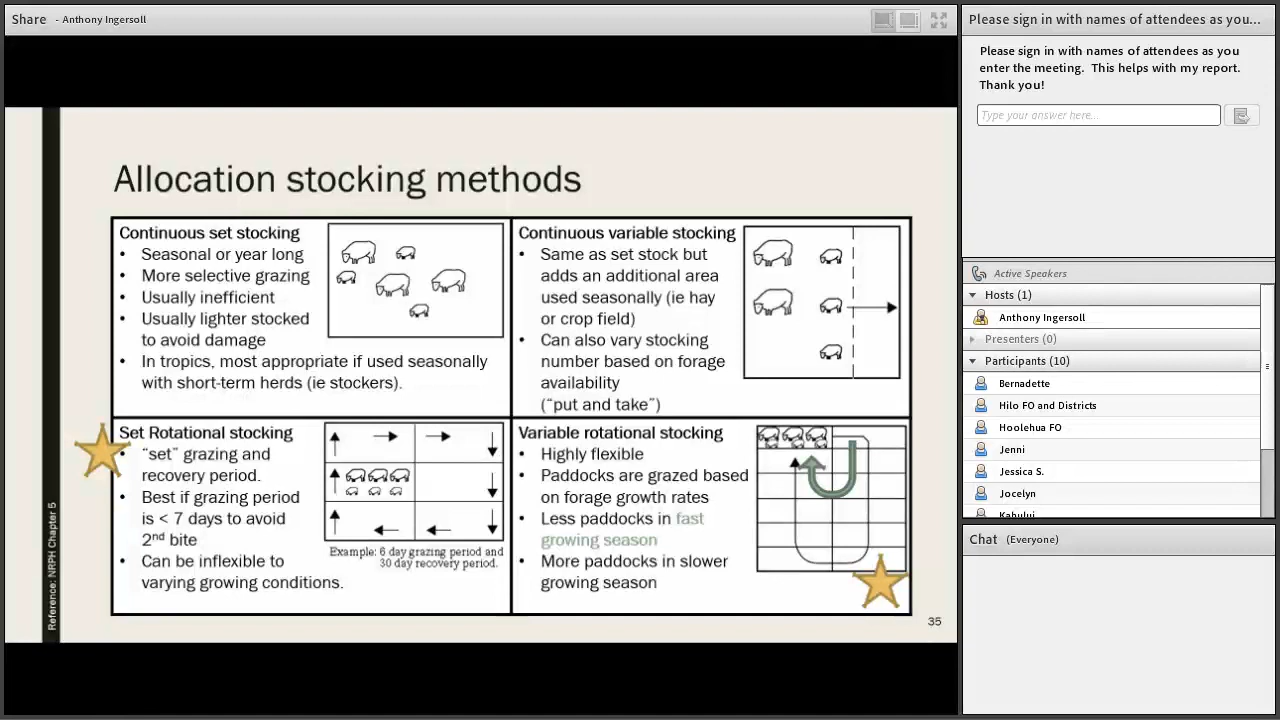 Share - Anthony Ingersoll
Allocation stocking methods
Continuous set stocking
• Seasonal or year long
• More selective grazing
• Usually inefficient
• Usually lighter stocked
to avoid damage
• In tropics, most appropriate if used seasonally
with short-term herds (ie stockers).
Continuous variable stocking
• Same as set stock but
adds an additional area
used seasonally (ie hay
or crop field)
• Can also vary stocking
number based on forage
availability
("put and take")
Set Rotational stocking
• "set" grazing and
recovery period.
• Best if grazing period
is < 7 days to avoid
2nd bite
• Can be inflexible to
varying growing conditions.
Example: 6 day grazing period and
30 day recovery period.
Variable rotational stocking
• Highly flexible
• Paddocks are grazed based
on forage growth rates
• Less paddocks in fast
growing season
• More paddocks in slower
growing season
Reference: NRPH Chapter 5
35
Please sign in with names of attendees as you...
Please sign in with names of attendees as you
enter the meeting. This helps with my report.
Thank you!
Type your answer here...
Active Speakers
Hosts (1)
Anthony Ingersoll
Presenters (0)
Participants (10)
Bernadette
Hilo FO and Districts
Hoolehua FO
Jenni
Jessica S.
Jocelyn
Kahului
Chat (Everyone)